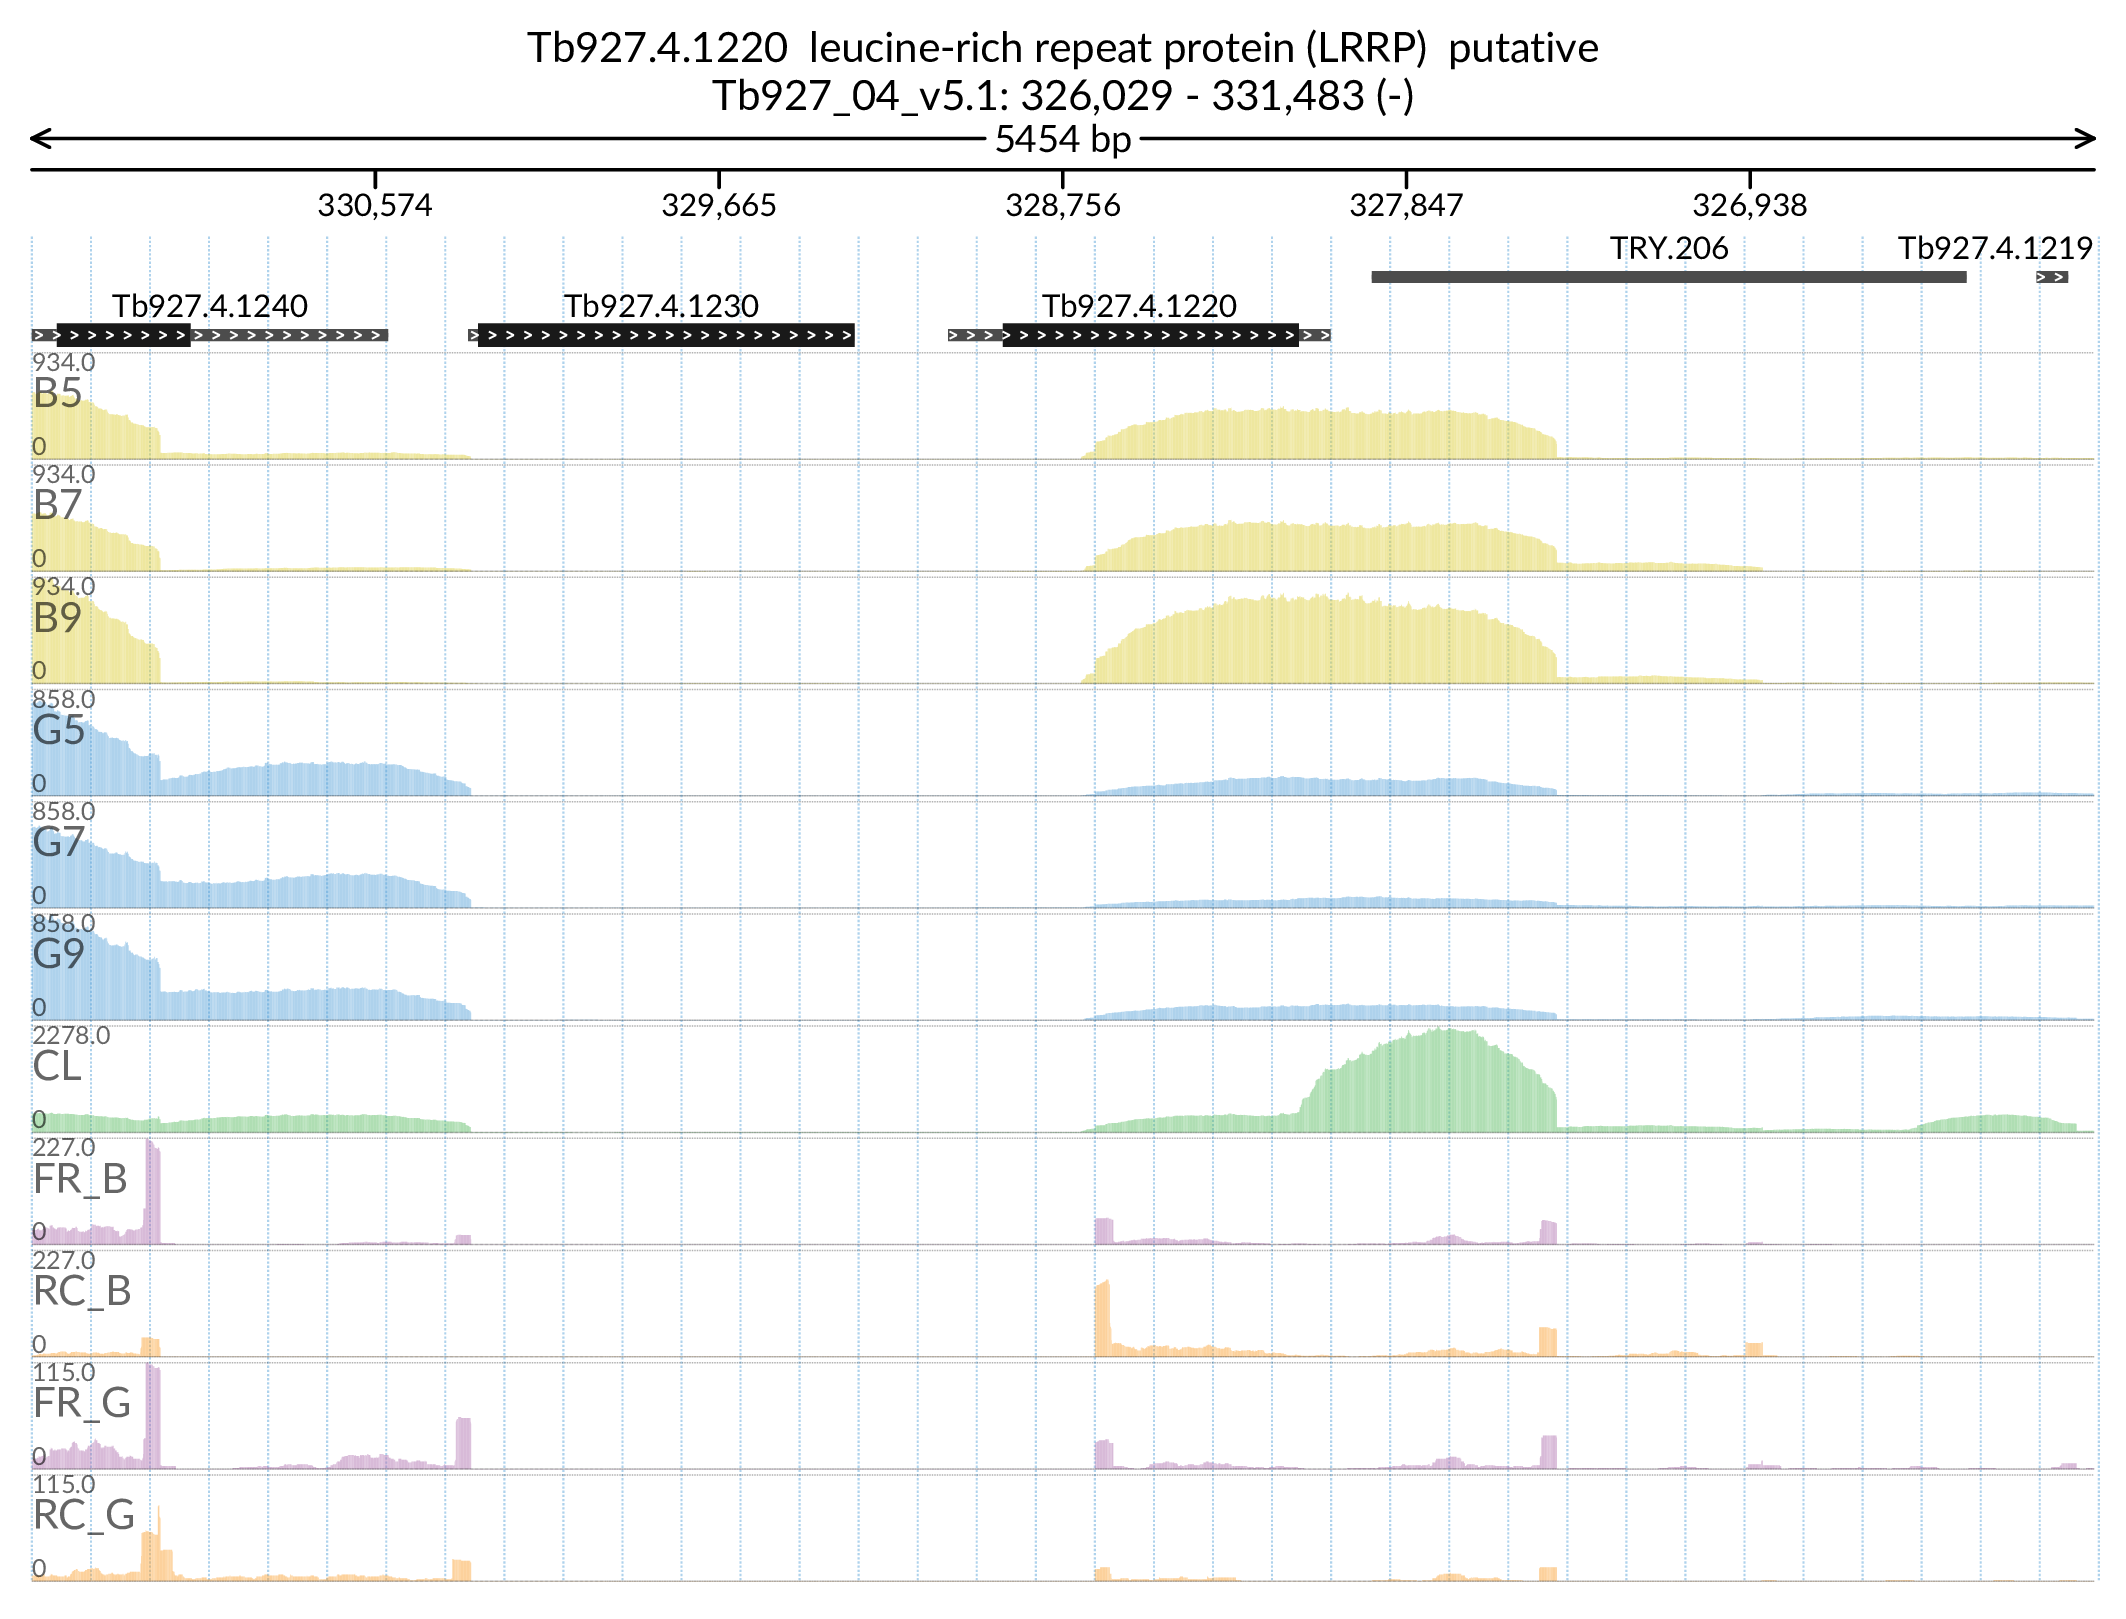 Tb927.4.1220 leucine-rich repeat protein (LRRP) putative
Tb927_04_v5.1: 326,029 - 331,483 (-)
5454 bp
330,574 329,665 328,756 327,847 326,938
TRY.206 Tb927.4.1219
Tb927.4.1240 Tb927.4.1230 Tb927.4.1220
934.0
B5
0
934.0
B7
0
934.0
B9
0
858.0
G5
0
858.0
G7
0
858.0
G9
0
2278.0
CL
0
227.0
FR_B
0
227.0
RC_B
0
115.0
FR_G
0
115.0
RC_G
0